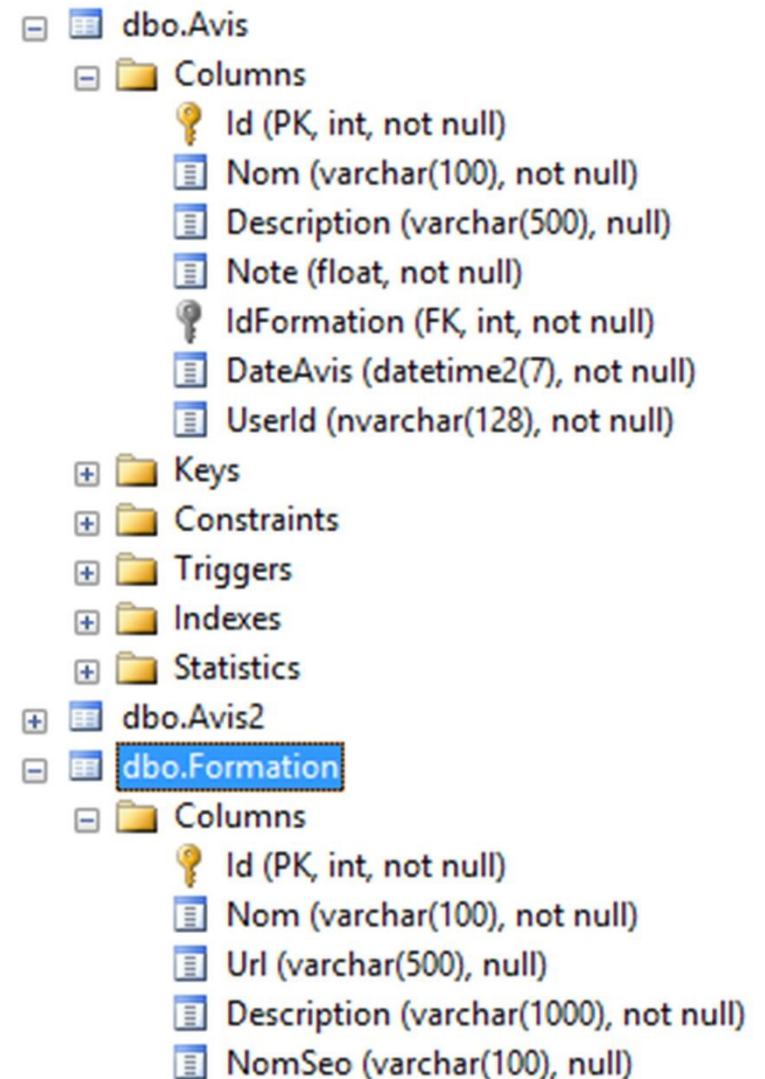 dbo.Avis
Columns
Id (PK, int, not null)
Nom (varchar(100), not null)
Description (varchar(500), null)
Note (float, not null)
IdFormation (FK, int, not null)
DateAvis (datetime2(7), not null)
UserId (nvarchar(128), not null)
Keys
Constraints
Triggers
Indexes
Statistics
dbo.Avis2
dbo.Formation
Columns
Id (PK, int, not null)
Nom (varchar(100), not null)
Url (varchar(500), null)
Description (varchar(1000), not null)
NomSeo (varchar(100), null)